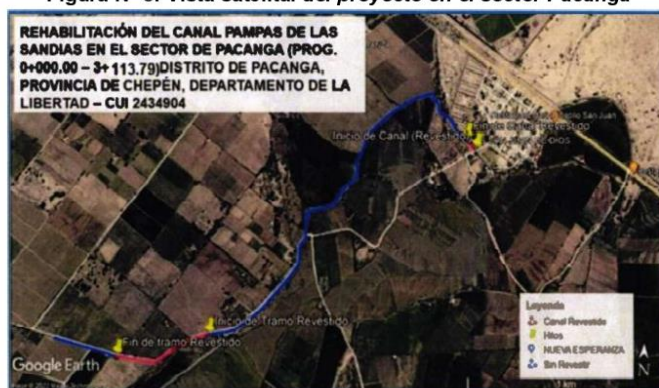 Figura N° 6: Vista satelital del proyecto en el sector Pacanga
REHABILITACIÓN DEL CANAL PAMPAS DE LAS
SANDIAS EN EL SECTOR DE PACANGA (PROG.
0+000.00 – 3+113.79)DISTRITO DE PACANGA,
PROVINCIA DE CHEPÉN, DEPARTAMENTO DE LA
LIBERTAD – CUI 2434904
San Juan
Inicio de Canal (Revestido)
Inicio de Tramo Revestido
Fin de tramo Revestido
Leyenda
Canal Revestido
Hitos
NUEVA ESPERANZA
Sin Revestir
Google Earth
N